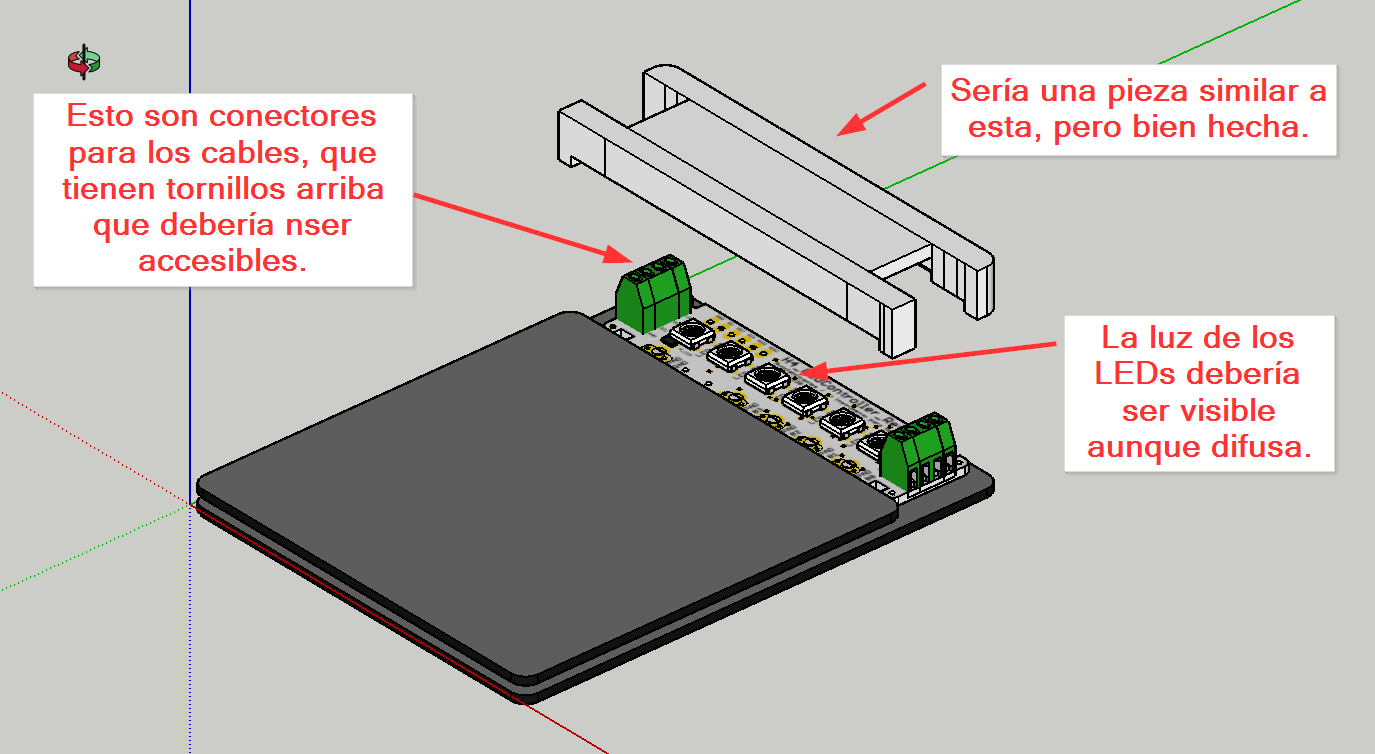 Sería una pieza similar a
esta, pero bien hecha.
Esto son conectores
para los cables, que
tienen tornillos arriba
que debería nser
accesibles.
La luz de los
LEDs debería
ser visible
aunque difusa.